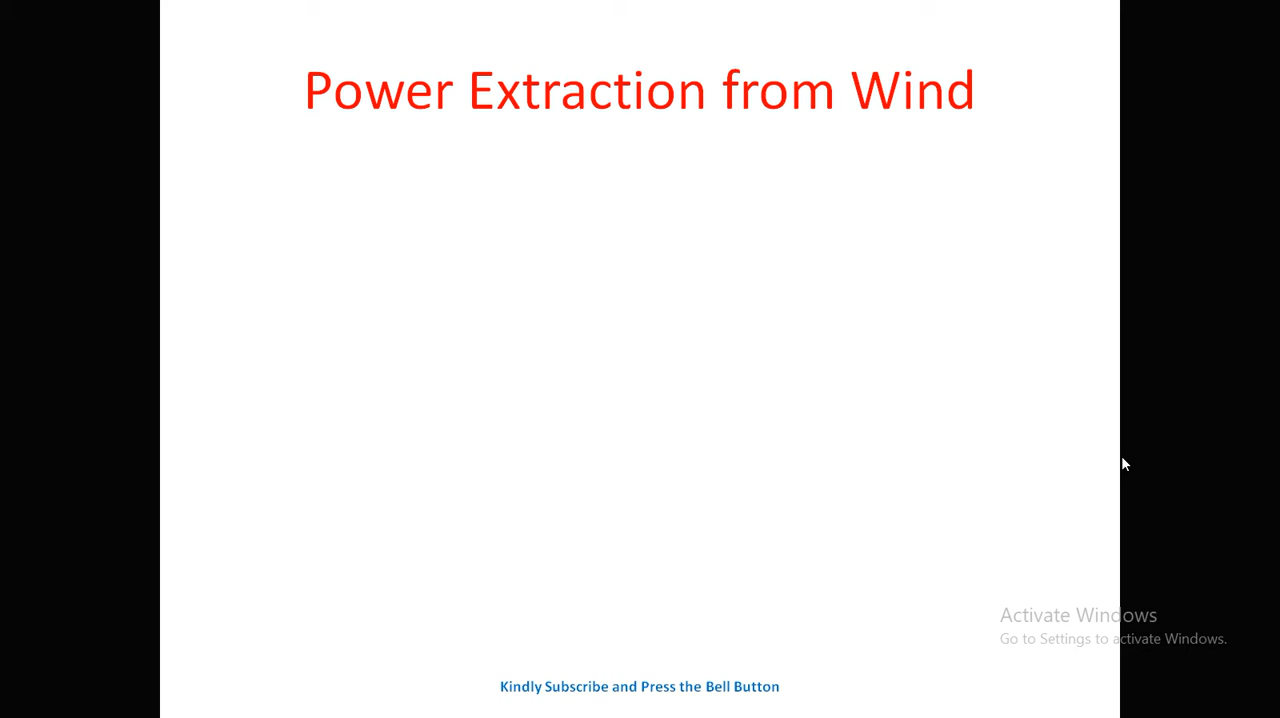 Power Extraction from Wind
Activate Windows
Go to Settings to activate Windows.
Kindly Subscribe and Press the Bell Button